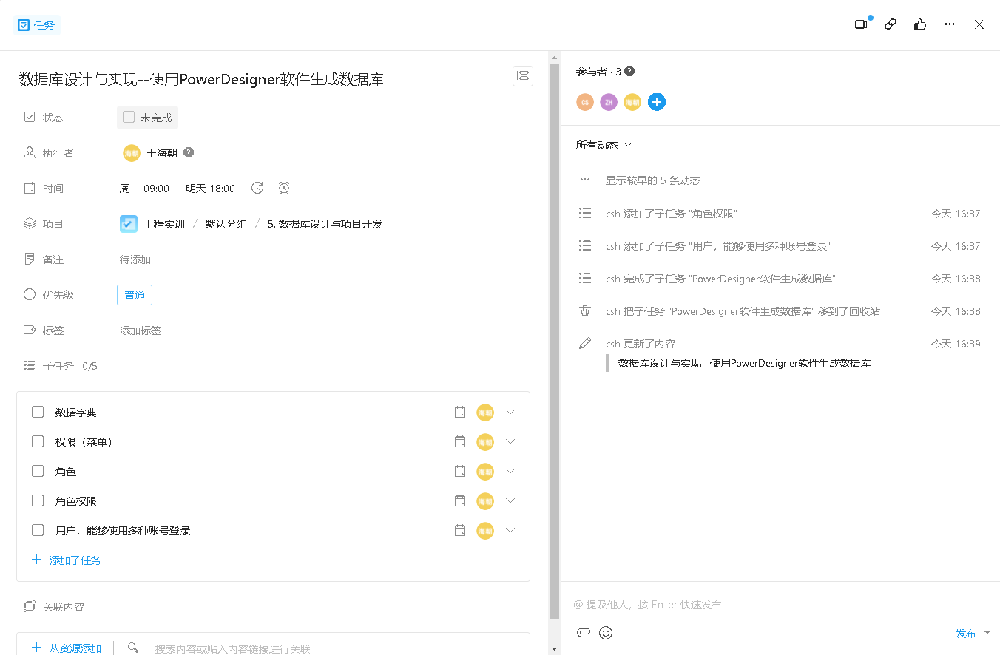 任务
数据库设计与实现--使用PowerDesigner软件生成数据库
状态
未完成
执行者
海朝
王海朝
时间
周一 09:00 – 明天 18:00
项目
工程实训 / 默认分组 / 5. 数据库设计与项目开发
备注
待添加
优先级
普通
标签
添加标签
子任务 · 0/5
数据字典
海朝
权限（菜单）
海朝
角色
海朝
角色权限
海朝
用户，能够使用多种账号登录
海朝
添加子任务
关联内容
从资源添加
搜索内容或贴入内容链接进行关联
参与者 · 3
CS
ZH
海朝
所有动态
显示较早的 5 条动态
csh 添加了子任务 "角色权限"
今天 16:37
csh 添加了子任务 "用户，能够使用多种账号登录"
今天 16:37
csh 完成了子任务 "PowerDesigner软件生成数据库"
今天 16:38
csh 把子任务 "PowerDesigner软件生成数据库" 移到了回收站
今天 16:38
csh 更新了内容
今天 16:39
数据库设计与实现--使用PowerDesigner软件生成数据库
@ 提及他人，按 Enter 快速发布
发布